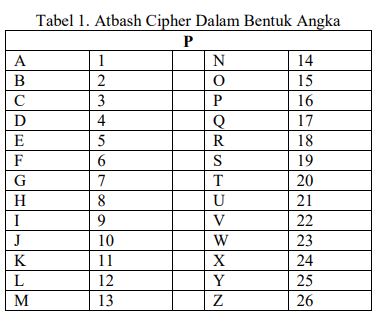 Tabel 1. Atbash Cipher Dalam Bentuk Angka
P
A 1 N 14
B 2 O 15
C 3 P 16
D 4 Q 17
E 5 R 18
F 6 S 19
G 7 T 20
H 8 U 21
I 9 V 22
J 10 W 23
K 11 X 24
L 12 Y 25
M 13 Z 26